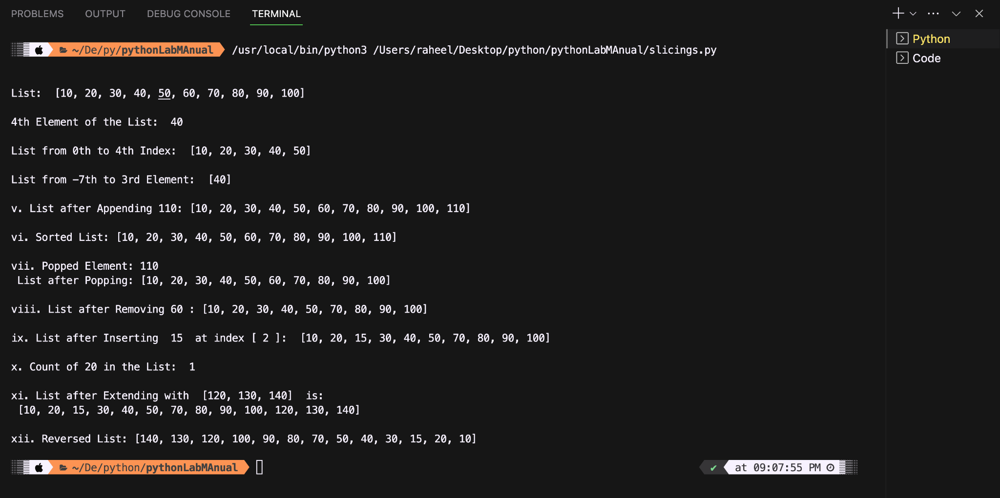 PROBLEMS OUTPUT DEBUG CONSOLE TERMINAL
~/De/py/pythonLabMAnual /usr/local/bin/python3 /Users/raheel/Desktop/python/pythonLabMAnual/slicings.py
Python
Code
List:  [10, 20, 30, 40, 50, 60, 70, 80, 90, 100]
4th Element of the List:  40
List from 0th to 4th Index:  [10, 20, 30, 40, 50]
List from -7th to 3rd Element:  [40]
v. List after Appending 110: [10, 20, 30, 40, 50, 60, 70, 80, 90, 100, 110]
vi. Sorted List: [10, 20, 30, 40, 50, 60, 70, 80, 90, 100, 110]
vii. Popped Element: 110
List after Popping: [10, 20, 30, 40, 50, 60, 70, 80, 90, 100]
viii. List after Removing 60 : [10, 20, 30, 40, 50, 70, 80, 90, 100]
ix. List after Inserting  15  at index [ 2 ]:  [10, 20, 15, 30, 40, 50, 70, 80, 90, 100]
x. Count of 20 in the List:  1
xi. List after Extending with  [120, 130, 140]  is:
[10, 20, 15, 30, 40, 50, 70, 80, 90, 100, 120, 130, 140]
xii. Reversed List: [140, 130, 120, 100, 90, 80, 70, 50, 40, 30, 15, 20, 10]
~/De/python/pythonLabMAnual ✔ at 09:07:55 PM